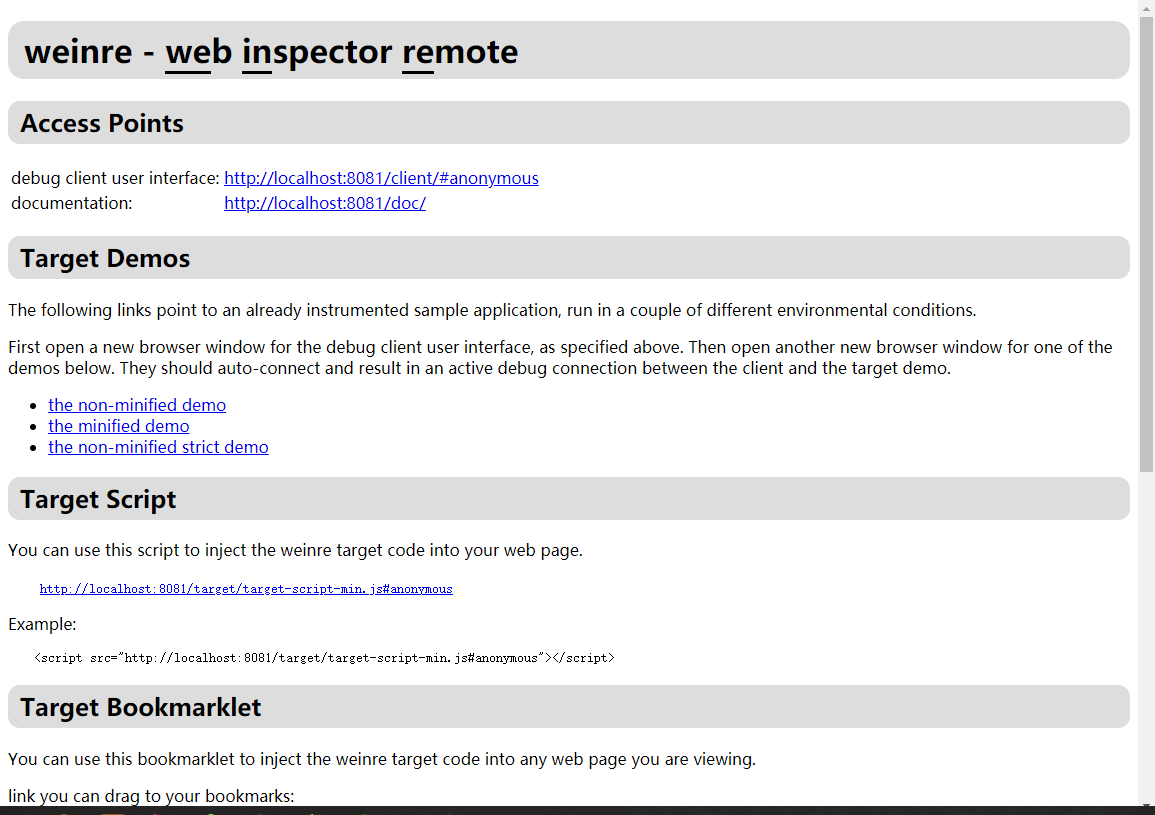 weinre - web inspector remote
Access Points
debug client user interface: http://localhost:8081/client/#anonymous
documentation: http://localhost:8081/doc/
Target Demos
The following links point to an already instrumented sample application, run in a couple of different environmental conditions.
First open a new browser window for the debug client user interface, as specified above. Then open another new browser window for one of the
demos below. They should auto-connect and result in an active debug connection between the client and the target demo.
the non-minified demo
the minified demo
the non-minified strict demo
Target Script
You can use this script to inject the weinre target code into your web page.
http://localhost:8081/target/target-script-min.js#anonymous
Example:
<script src="http://localhost:8081/target/target-script-min.js#anonymous"></script>
Target Bookmarklet
You can use this bookmarklet to inject the weinre target code into any web page you are viewing.
link you can drag to your bookmarks: